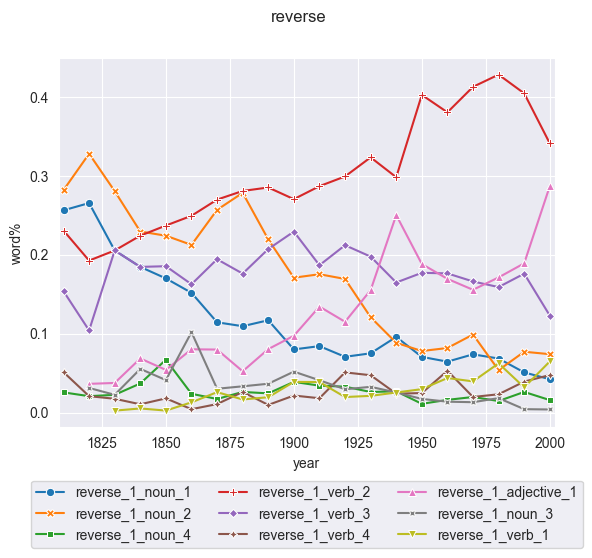 reverse
0.4
0.3
0.2
0.1
0.0
word%
1825 1850 1875 1900 1925 1950 1975 2000
year
reverse_1_noun_1 reverse_1_verb_2 reverse_1_adjective_1
reverse_1_noun_2 reverse_1_verb_3 reverse_1_noun_3
reverse_1_noun_4 reverse_1_verb_4 reverse_1_verb_1